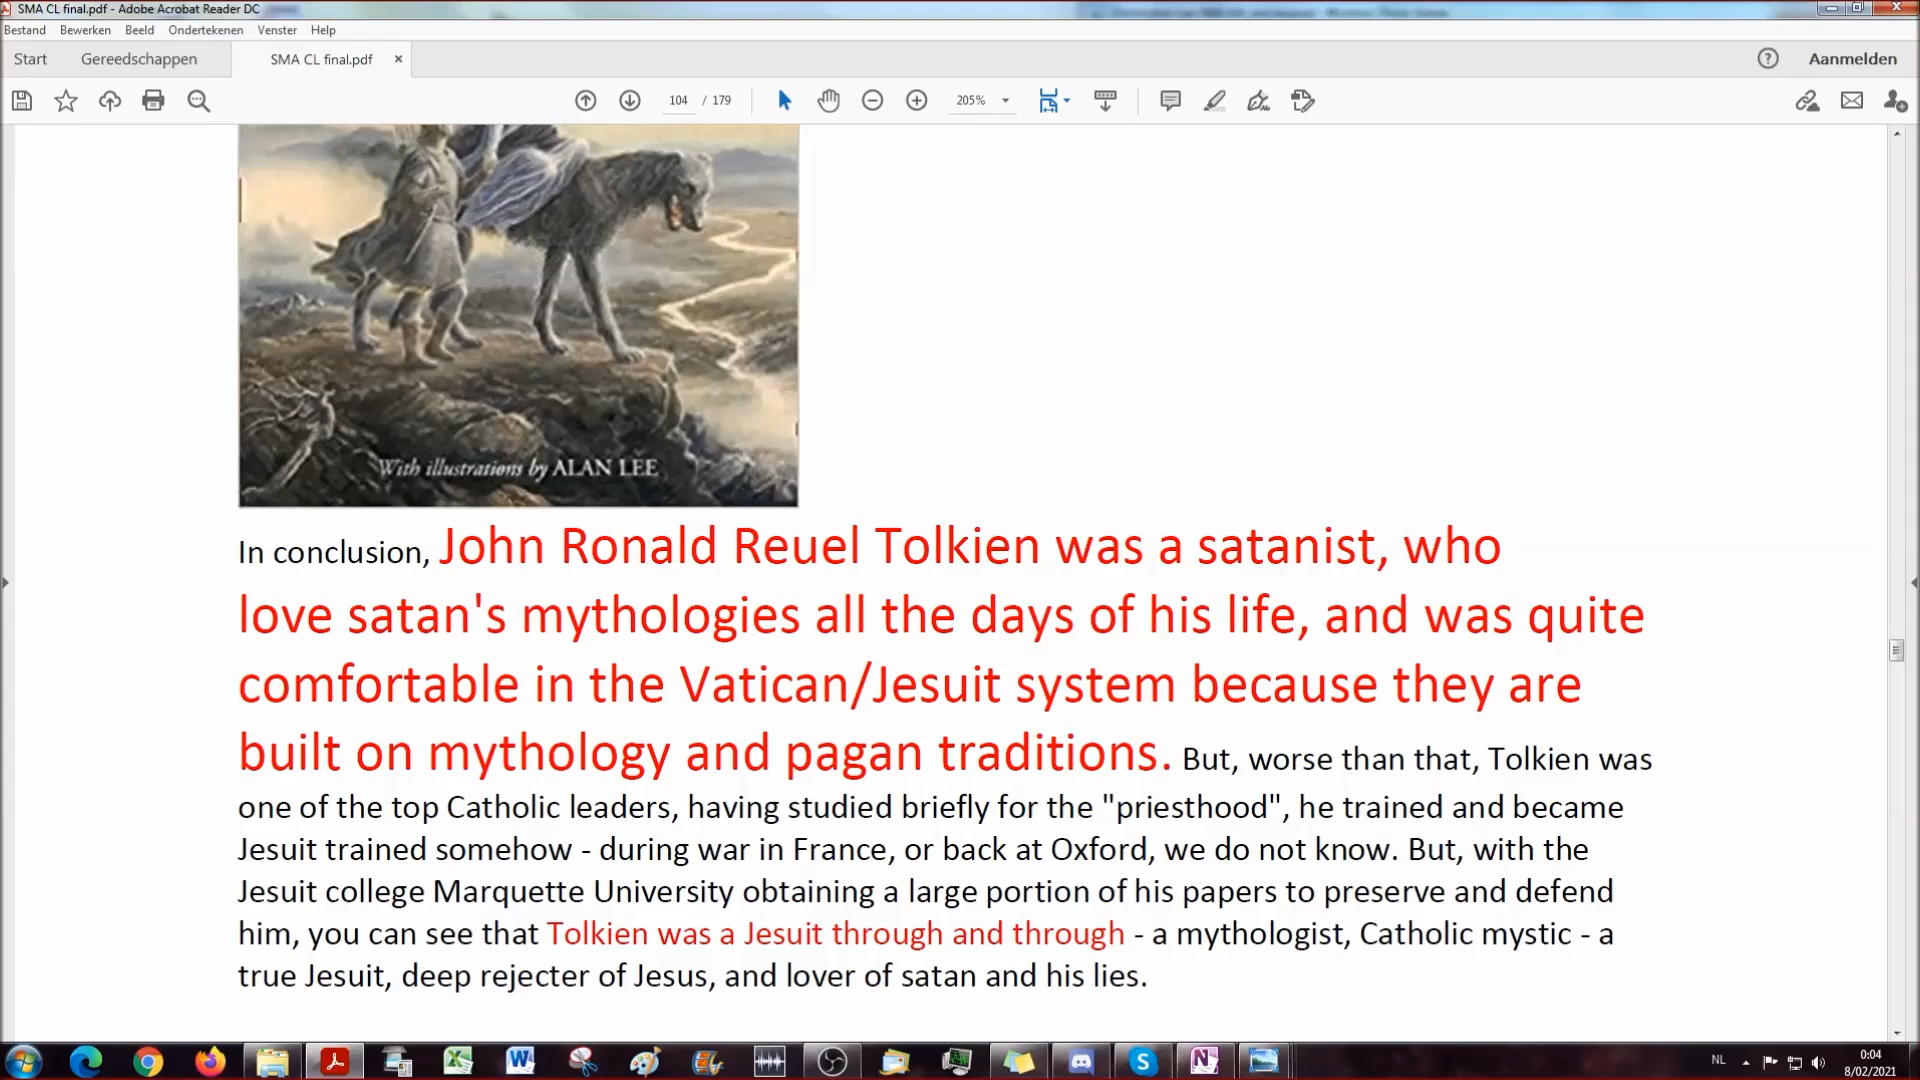 SMA CL final.pdf - Adobe Acrobat Reader DC
Bestand Bewerken Beeld Ondertekenen Venster Help
Start Gereedschappen SMA CL final.pdf × Aanmelden
104 / 179 205%
With illustrations by ALAN LEE
In conclusion, John Ronald Reuel Tolkien was a satanist, who
love satan's mythologies all the days of his life, and was quite
comfortable in the Vatican/Jesuit system because they are
built on mythology and pagan traditions. But, worse than that, Tolkien was
one of the top Catholic leaders, having studied briefly for the "priesthood", he trained and became
Jesuit trained somehow - during war in France, or back at Oxford, we do not know. But, with the
Jesuit college Marquette University obtaining a large portion of his papers to preserve and defend
him, you can see that Tolkien was a Jesuit through and through - a mythologist, Catholic mystic - a
true Jesuit, deep rejecter of Jesus, and lover of satan and his lies.
NL 0:04
8/02/2021